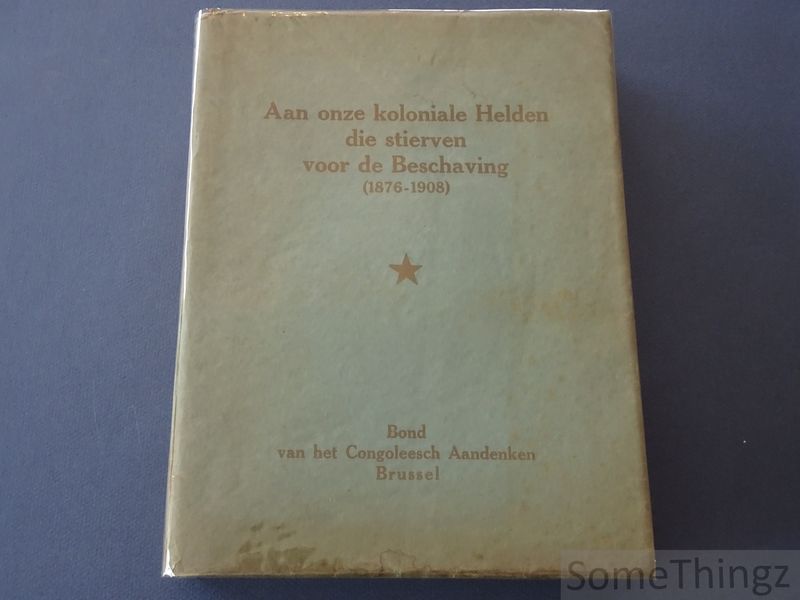 Aan onze koloniale Helden
die stierven
voor de Beschaving
(1876-1908)
Bond
van het Congoleesch Aandenken
Brussel
SomeThingz